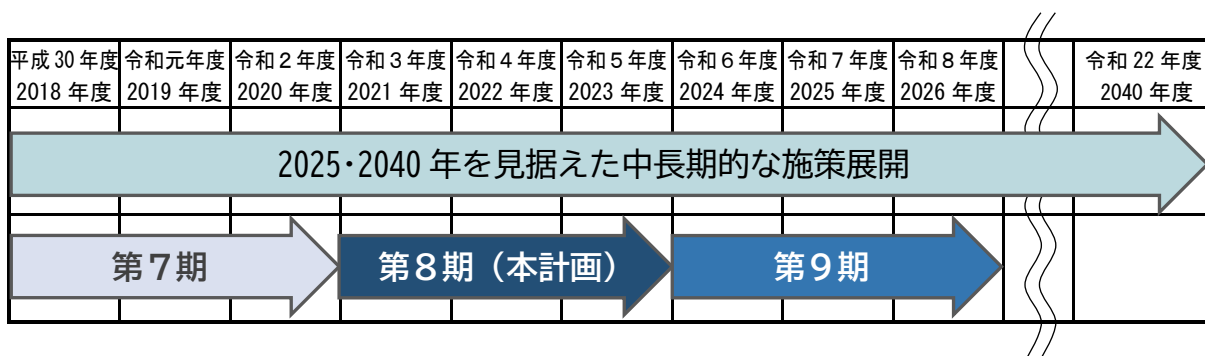 平成30年度 令和元年度 令和２年度 令和３年度 令和４年度 令和５年度 令和６年度 令和７年度 令和８年度 令和22年度
2018年度 2019年度 2020年度 2021年度 2022年度 2023年度 2024年度 2025年度 2026年度 2040年度
2025･2040年を見据えた中長期的な施策展開
第７期 第８期（本計画） 第９期